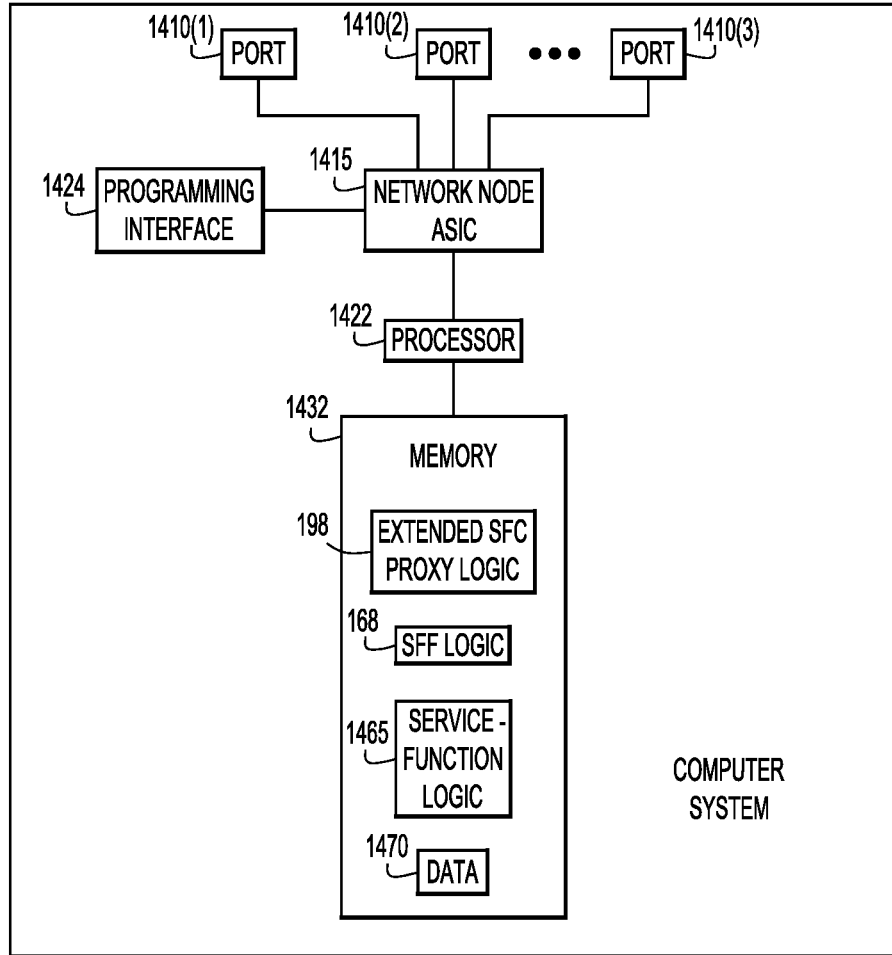 1410(1)
PORT
1410(2)
PORT
PORT
1410(3)
1415
NETWORK NODE
ASIC
1424
PROGRAMMING
INTERFACE
1422
PROCESSOR
1432
MEMORY
198
EXTENDED SFC
PROXY LOGIC
168
SFF LOGIC
1465
SERVICE -
FUNCTION
LOGIC
COMPUTER
SYSTEM
1470
DATA